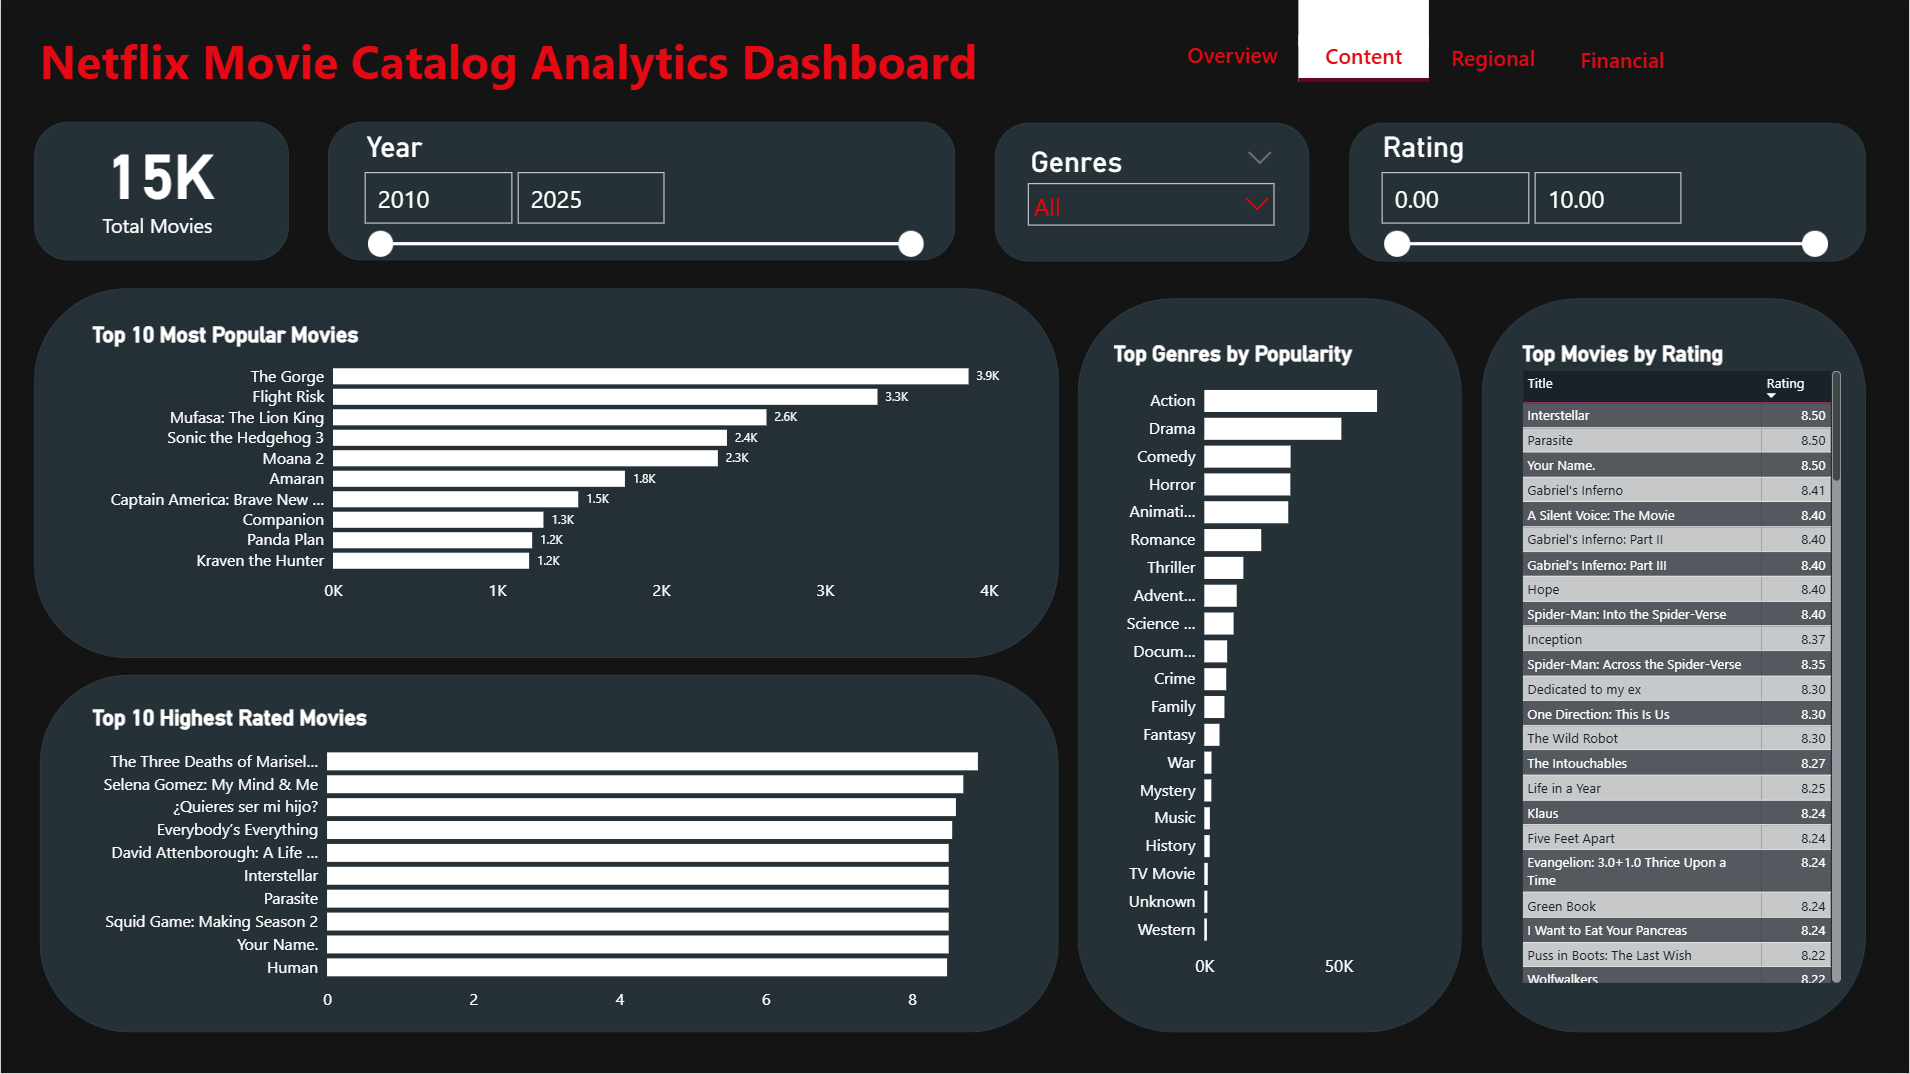 Netflix Movie Catalog Analytics Dashboard
Overview
Content
Regional
Financial
15K
Total Movies
Year
2010
2025
Genres
All
Rating
0.00
10.00
Top 10 Most Popular Movies
The Gorge 3.9K
Flight Risk 3.3K
Mufasa: The Lion King 2.6K
Sonic the Hedgehog 3 2.4K
Moana 2 2.3K
Amaran 1.8K
Captain America: Brave New ... 1.5K
Companion 1.3K
Panda Plan 1.2K
Kraven the Hunter 1.2K
0K 1K 2K 3K 4K
Top 10 Highest Rated Movies
The Three Deaths of Marisel...
Selena Gomez: My Mind & Me
¿Quieres ser mi hijo?
Everybody’s Everything
David Attenborough: A Life ...
Interstellar
Parasite
Squid Game: Making Season 2
Your Name.
Human
0 2 4 6 8
Top Genres by Popularity
Action
Drama
Comedy
Horror
Animati...
Romance
Thriller
Advent...
Science ...
Docum...
Crime
Family
Fantasy
War
Mystery
Music
History
TV Movie
Unknown
Western
0K 50K
Top Movies by Rating
Title Rating
Interstellar 8.50
Parasite 8.50
Your Name. 8.50
Gabriel's Inferno 8.41
A Silent Voice: The Movie 8.40
Gabriel's Inferno: Part II 8.40
Gabriel's Inferno: Part III 8.40
Hope 8.40
Spider-Man: Into the Spider-Verse 8.40
Inception 8.37
Spider-Man: Across the Spider-Verse 8.35
Dedicated to my ex 8.30
One Direction: This Is Us 8.30
The Wild Robot 8.30
The Intouchables 8.27
Life in a Year 8.25
Klaus 8.24
Five Feet Apart 8.24
Evangelion: 3.0+1.0 Thrice Upon a 8.24
Time
Green Book 8.24
I Want to Eat Your Pancreas 8.24
Puss in Boots: The Last Wish 8.22
Wolfwalkers 8.22